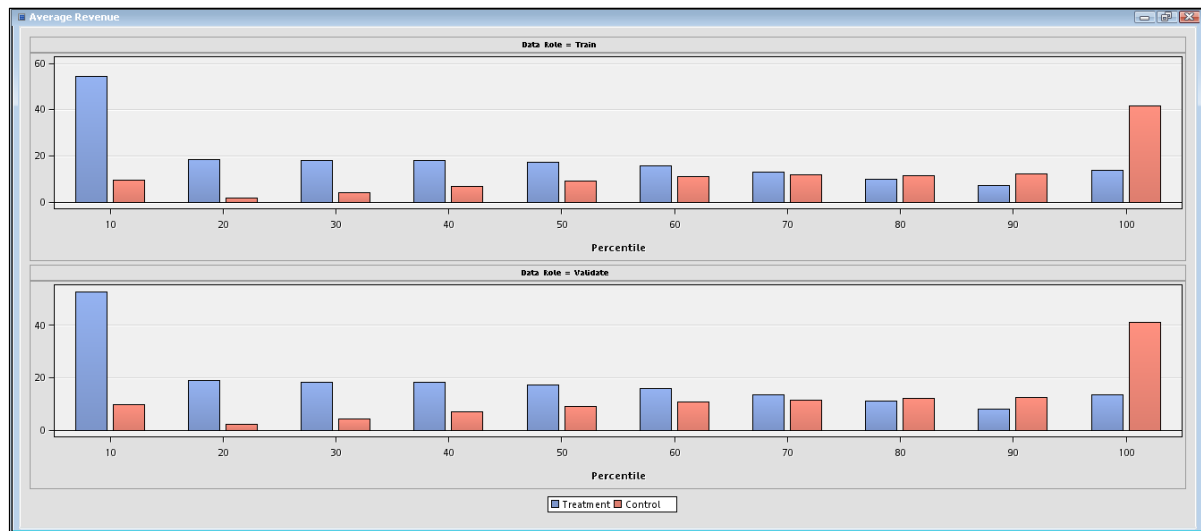 Average Revenue
Data Role = Train
60
40
20
0
10 20 30 40 50 60 70 80 90 100
Percentile
Data Role = Validate
40
20
0
10 20 30 40 50 60 70 80 90 100
Percentile
Treatment Control